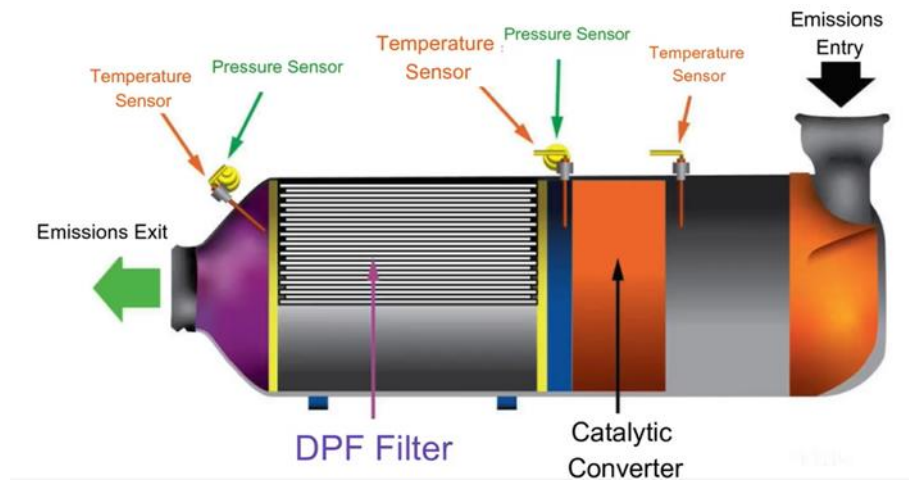 Emissions
Entry
Temperature
Sensor
Pressure Sensor
Temperature
Sensor
Pressure Sensor
Temperature
Sensor
Emissions Exit
DPF Filter
Catalytic
Converter